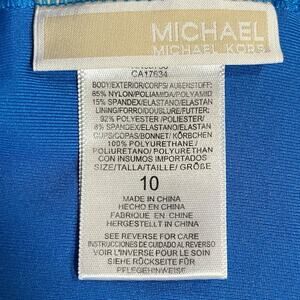 MICHAEL
MICHAEL KORS
CA17634
BODY/EXTERIOR/CORPS/AUßENSTOFF:
85% NYLON/POLIAMIDA/POLYAMID
15% SPANDEX/ELASTANO/ELASTAN
LINING/FORRO/DOUBLURE/FUTTER:
92% POLYESTER /POLIESTER/
8% SPANDEX/ELASTANO/ELASTAN
CUPS/COPAS/BONNET/ KÖRBCHEN
100% POLYURETHANE/
POLIURETANO/ POLYURETHAN
CON INSUMOS IMPORTADOS
SIZE/TALLA/TAILLE/ GRÖßE
10
MADE IN CHINA
HECHO EN CHINA
FABRIQUE EN CHINE
HERGESTELLT IN CHINA
SEE REVERSE FOR CARE
INSTRUCCIONES DE CUIDADO AL REVERSO
VOIR L'INVERSE POUR LE SOIN
SIEHE RÜCKSEITE FÜR
PFLEGEHINWEISE